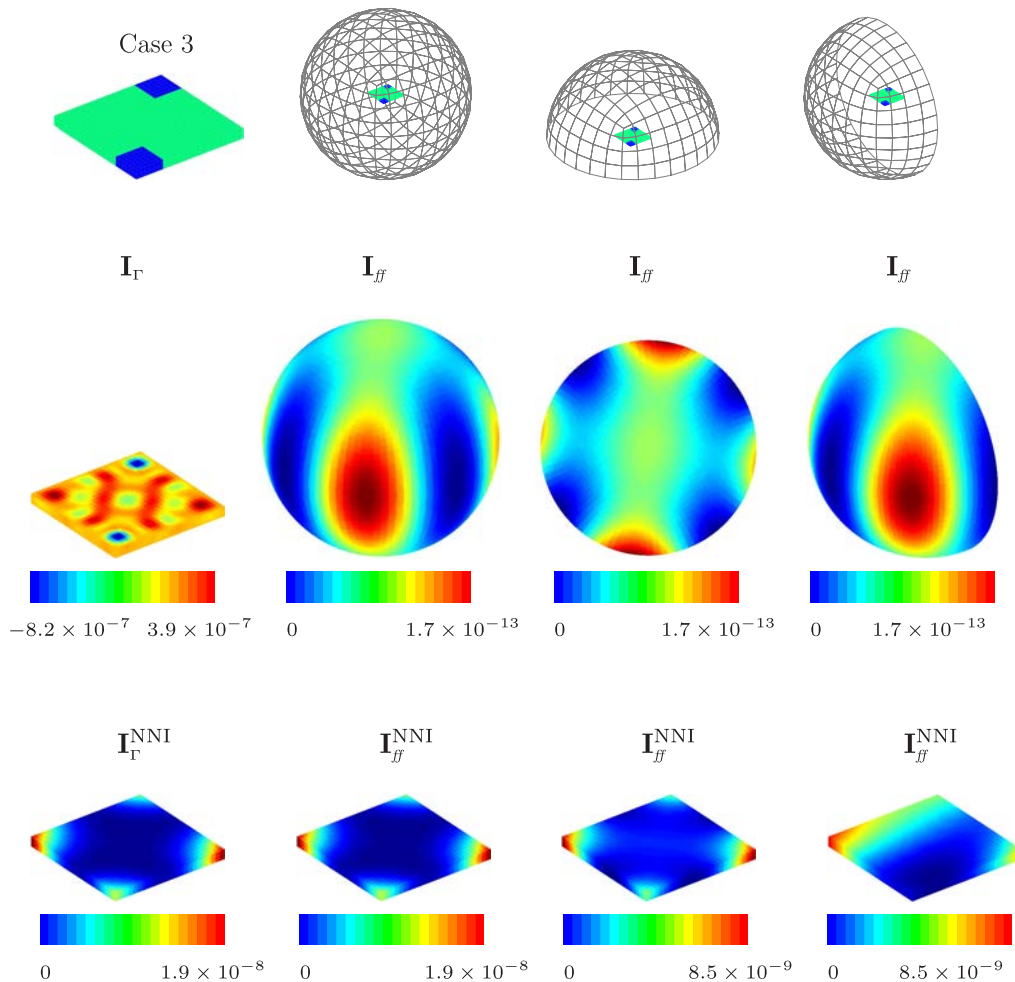 Case 3
I_Γ I_ff I_ff I_ff
−8.2 × 10⁻⁷ 3.9 × 10⁻⁷ 0 1.7 × 10⁻¹³ 0 1.7 × 10⁻¹³ 0 1.7 × 10⁻¹³
I_Γ^NNI I_ff^NNI I_ff^NNI I_ff^NNI
0 1.9 × 10⁻⁸ 0 1.9 × 10⁻⁸ 0 8.5 × 10⁻⁹ 0 8.5 × 10⁻⁹